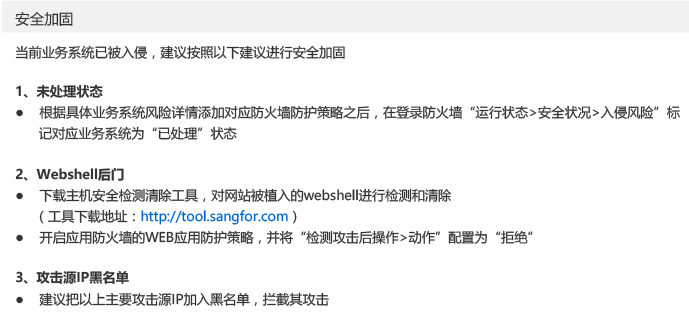 安全加固
当前业务系统已被入侵，建议按照以下建议进行安全加固
1、未处理状态
● 根据具体业务系统风险详情添加对应防火墙防护策略之后，在登录防火墙“运行状态>安全状况>入侵风险”标
记对应业务系统为“已处理”状态
2、Webshell后门
● 下载主机安全检测清除工具，对网站被植入的webshell进行检测和清除
（工具下载地址：http://tool.sangfor.com）
● 开启应用防火墙的WEB应用防护策略，并将“检测攻击后操作>动作”配置为“拒绝”
3、攻击源IP黑名单
● 建议把以上主要攻击源IP加入黑名单，拦截其攻击